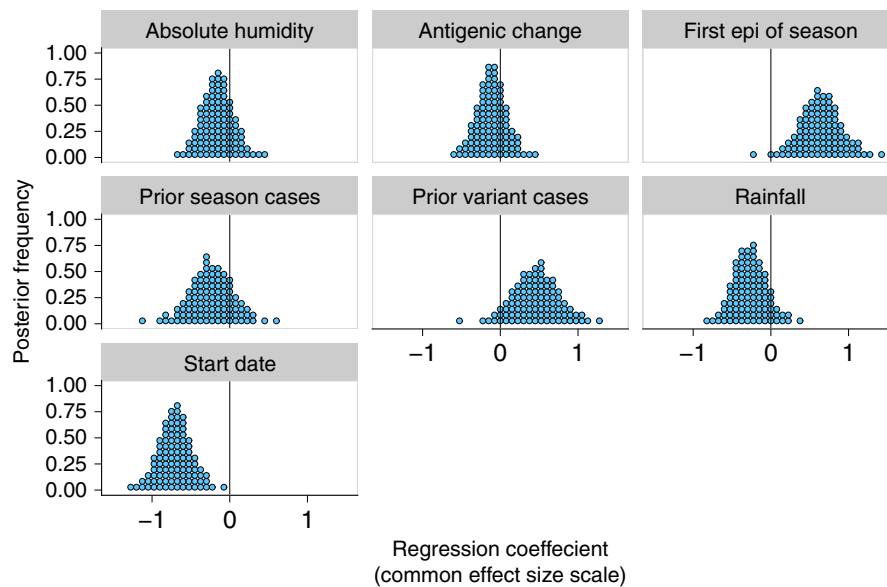 Absolute humidity
Antigenic change
First epi of season
1.00
0.75
0.50
0.25
0.00
Prior season cases
Prior variant cases
Rainfall
1.00
0.75
0.50
0.25
0.00
−1 0 1
−1 0 1
Start date
1.00
0.75
0.50
0.25
0.00
−1 0 1
Posterior frequency
Regression coeffecient
(common effect size scale)